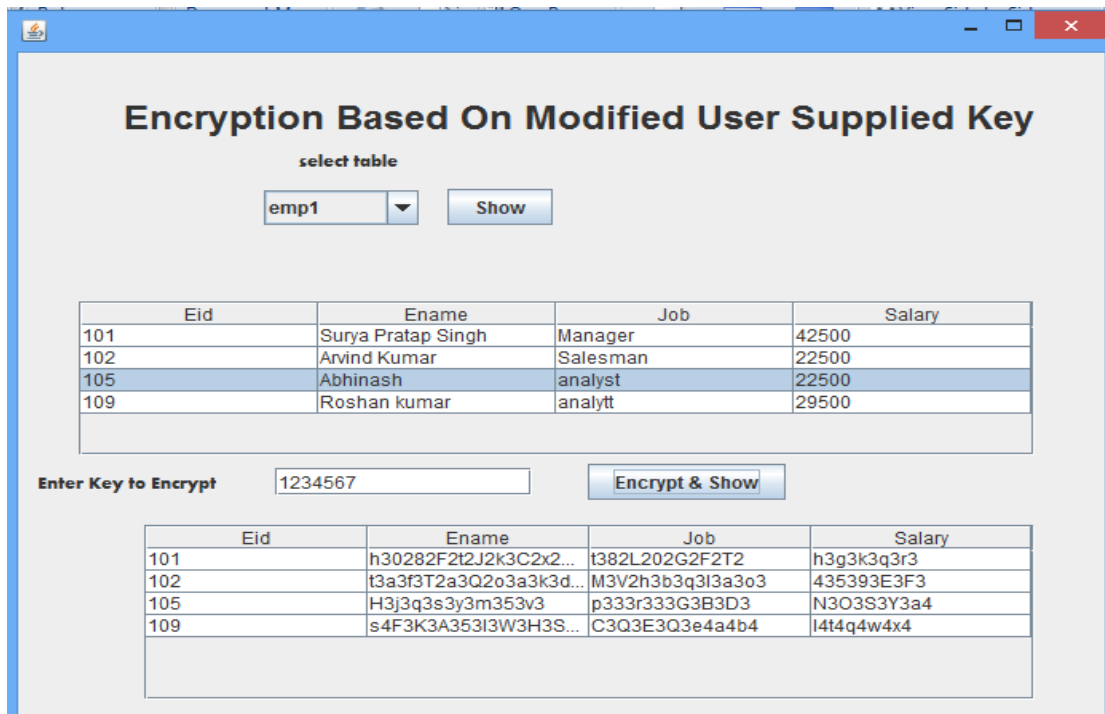 Encryption Based On Modified User Supplied Key
select table
emp1 Show
Eid Ename Job Salary
101 Surya Pratap Singh Manager 42500
102 Arvind Kumar Salesman 22500
105 Abhinash analyst 22500
109 Roshan kumar analytt 29500
Enter Key to Encrypt 1234567 Encrypt & Show
Eid Ename Job Salary
101 h30282F2t2J2k3C2x2... t382L202G2F2T2 h3g3k3q3r3
102 t3a3f3T2a3Q2o3a3k3d... M3V2h3b3q3l3a3o3 435393E3F3
105 H3j3q3s3y3m353v3 p333r333G3B3D3 N3O3S3Y3a4
109 s4F3K3A353I3W3H3S... C3Q3E3Q3e4a4b4 l4t4q4w4x4